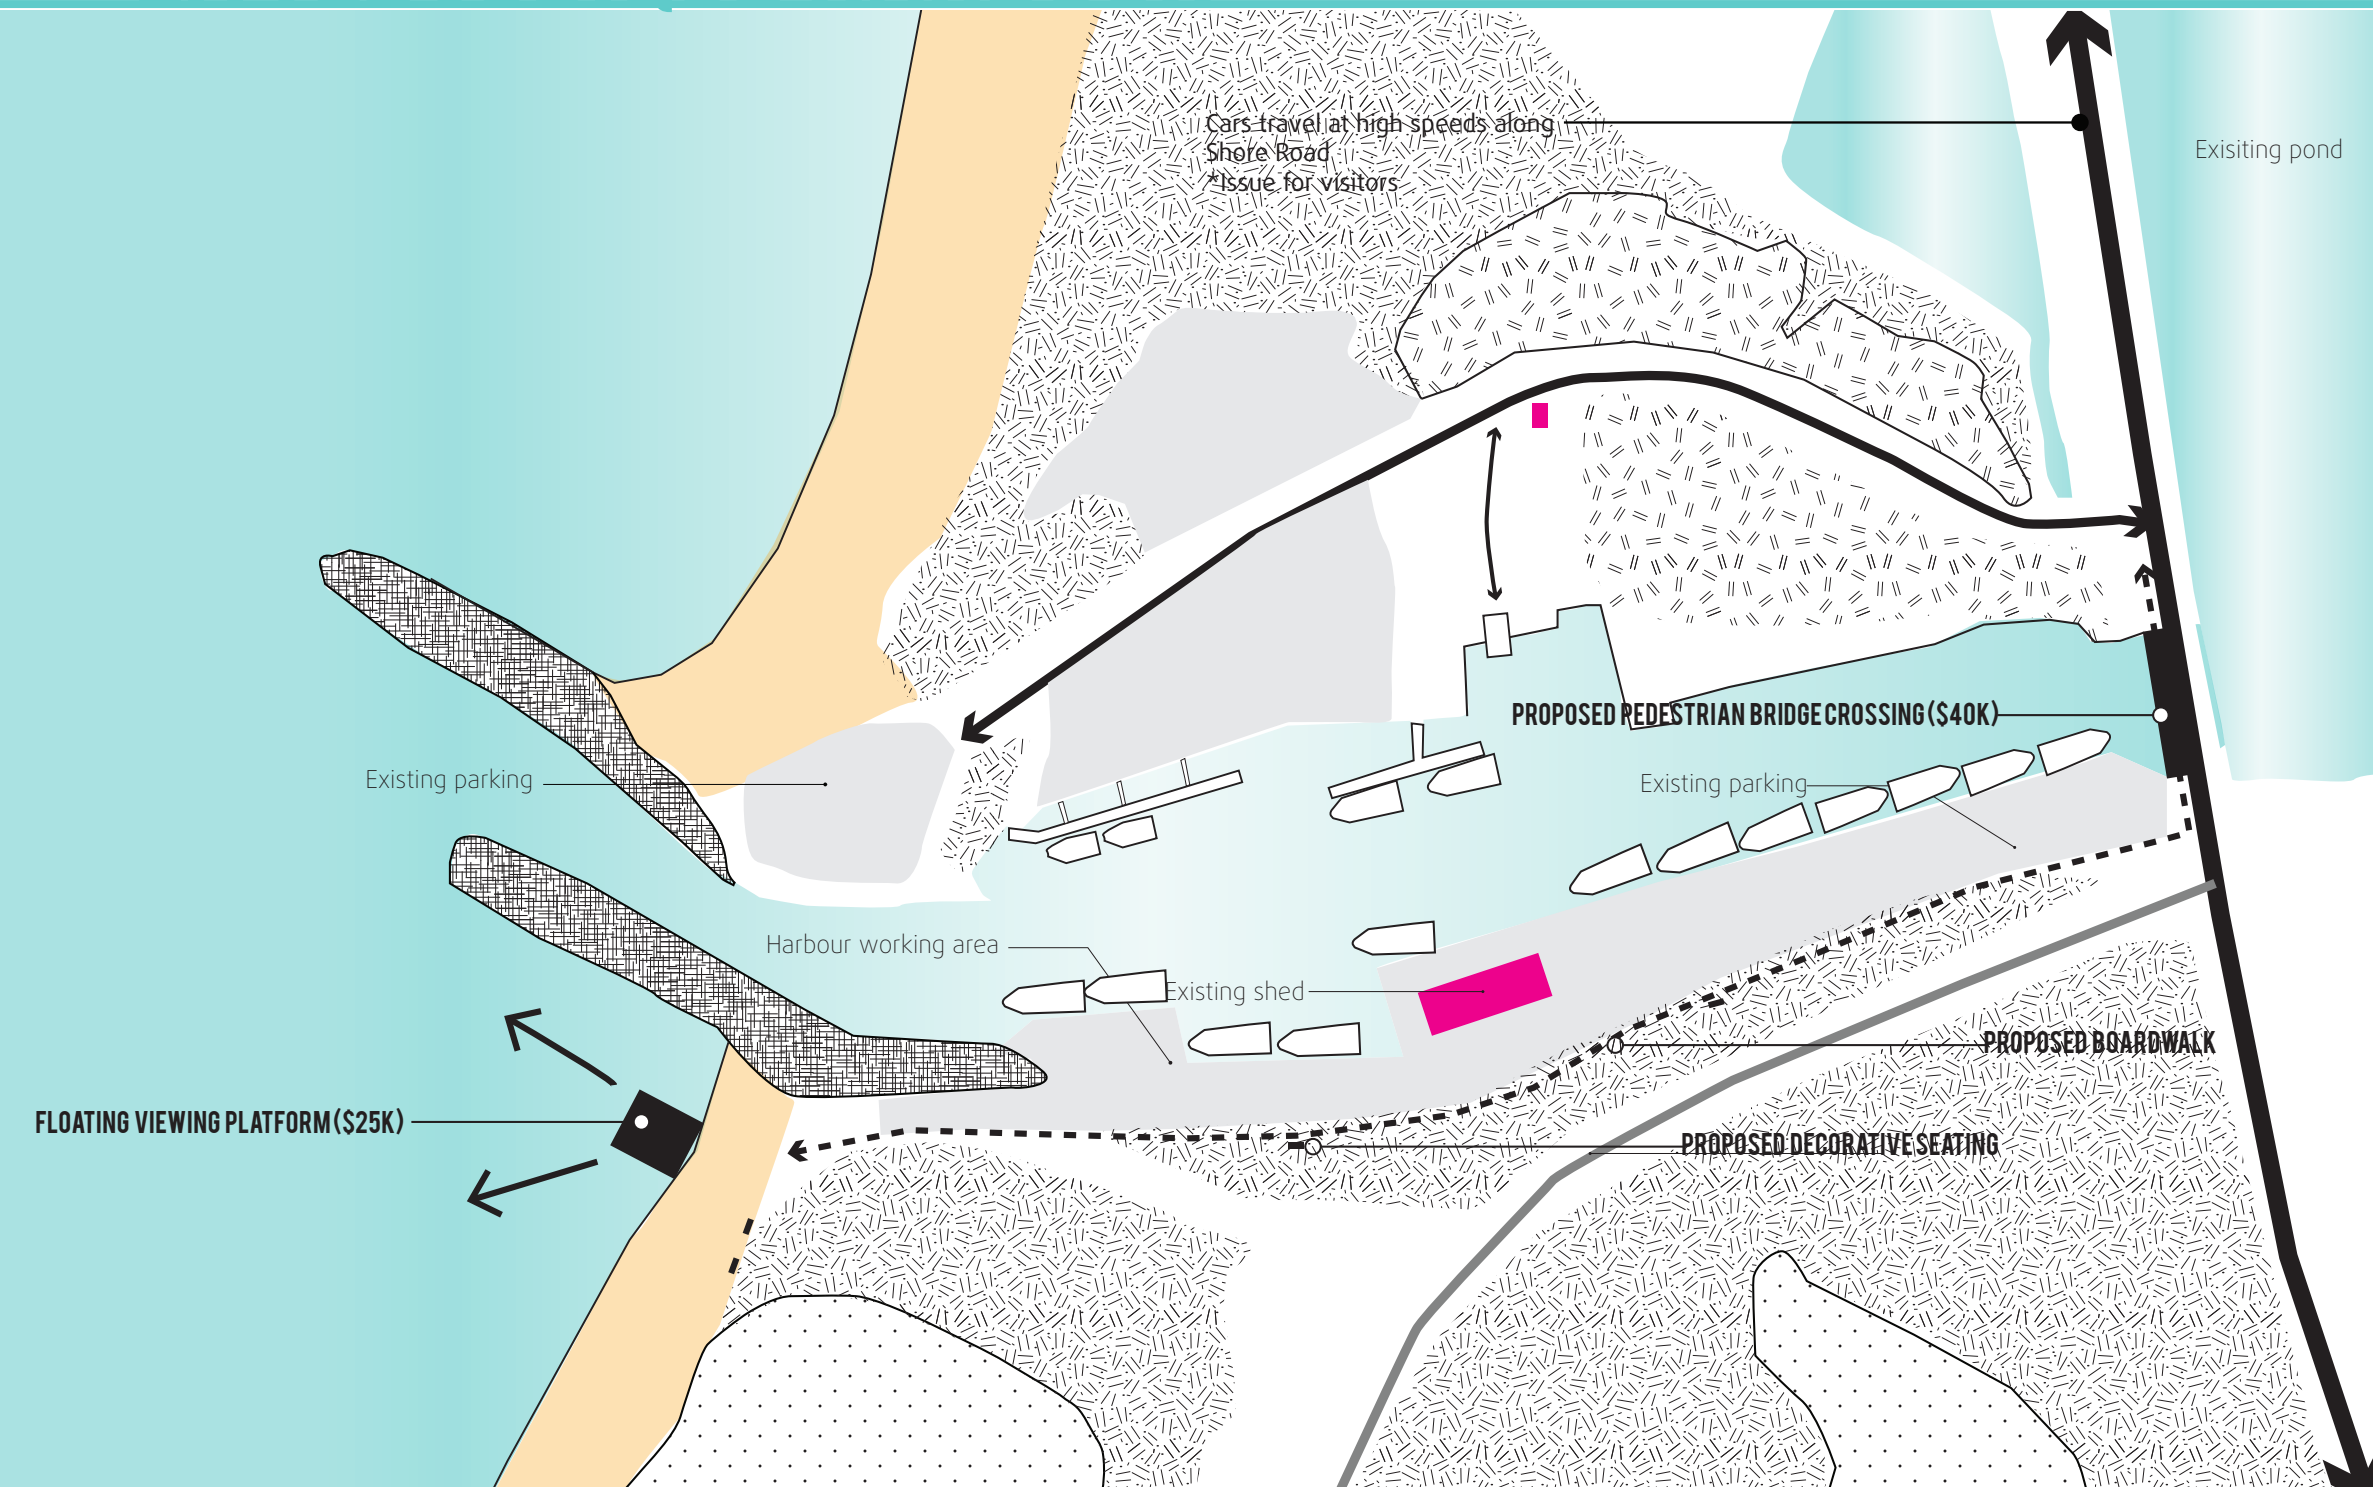 Cars travel at high speeds along
Shore Road
*Issue for visitors
Exisiting pond
PROPOSED PEDESTRIAN BRIDGE CROSSING ($40K)
Existing parking
Existing parking
Harbour working area
Existing shed
PROPOSED BOARDWALK
FLOATING VIEWING PLATFORM ($25K)
PROPOSED DECORATIVE SEATING